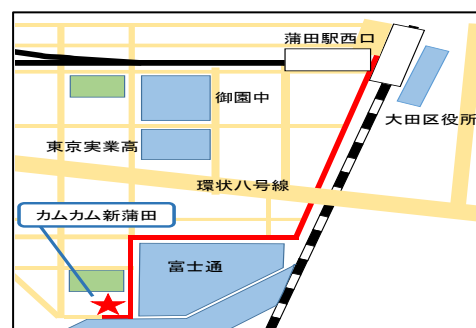 蒲田駅西口
御園中
大田区役所
東京実業高
環状八号線
カムカム新蒲田
富士通